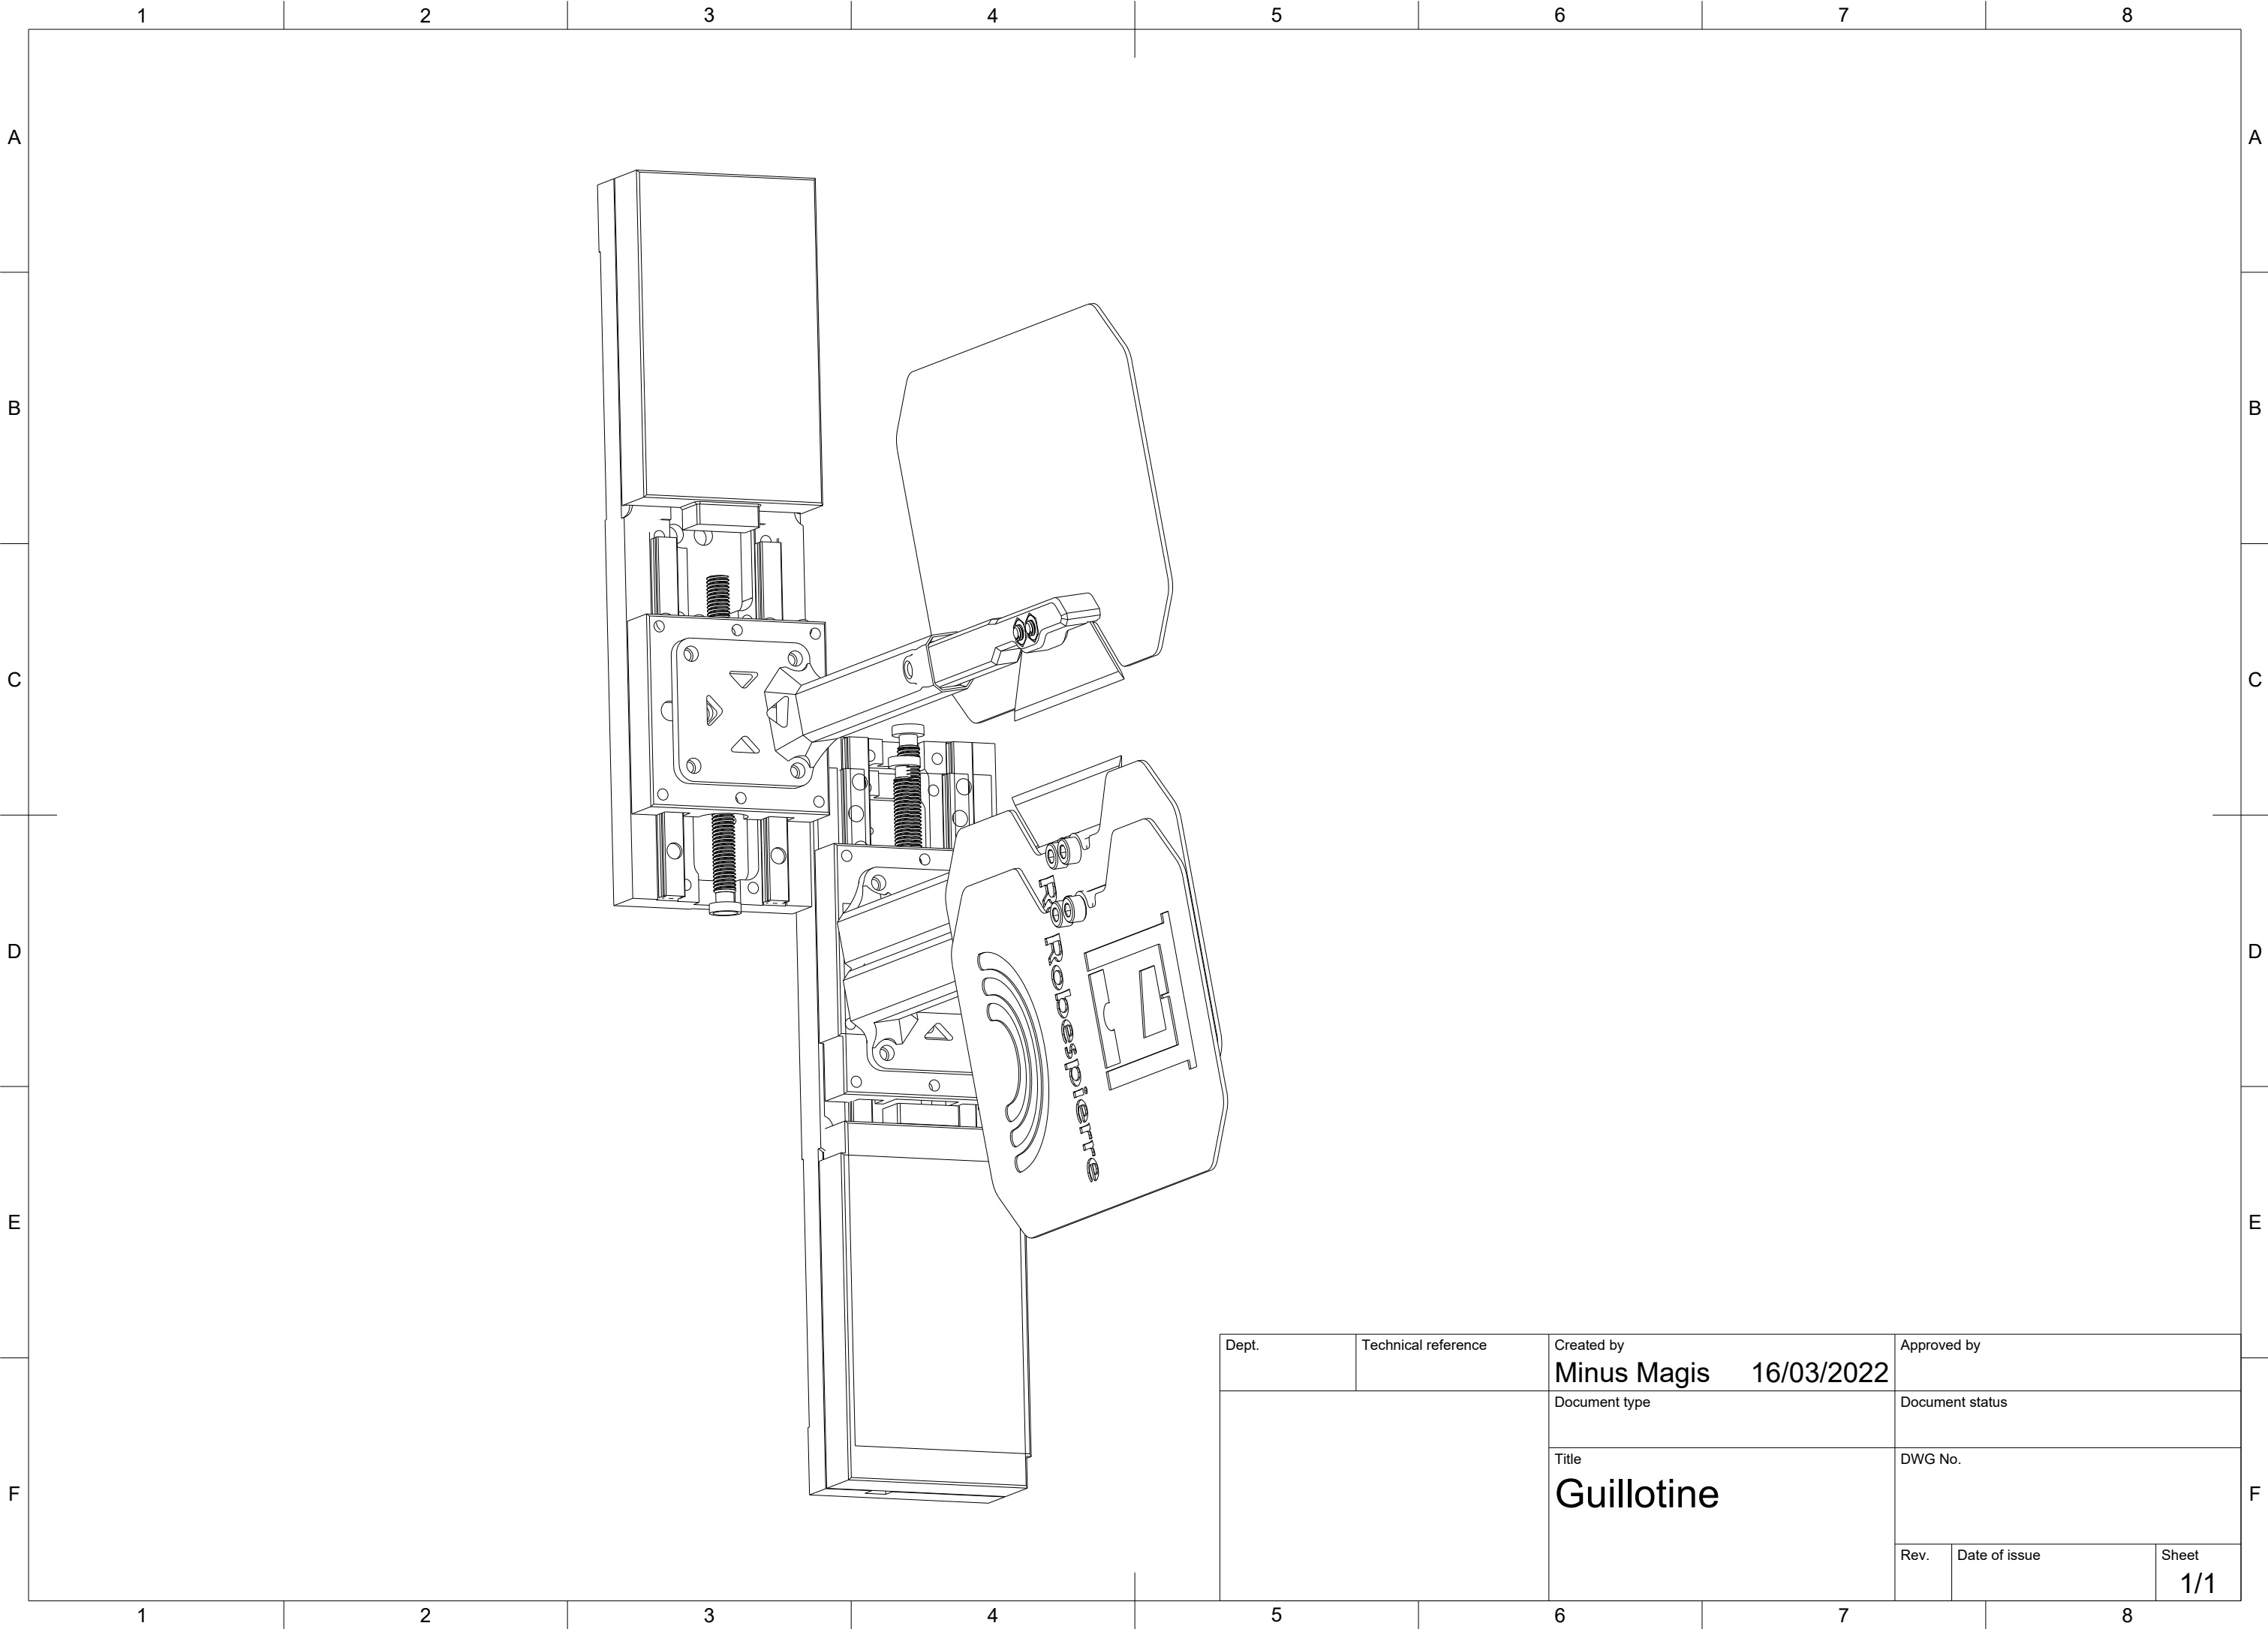 1 2 3 4 5 6 7 8
A A
B B
C C
R
D D
Robespierre
E E
Dept. Technical reference Created by Approved by
Minus Magis 16/03/2022
Document type Document status
Title DWG No.
F Guillotine F
Rev. Date of issue Sheet
1/1
1 2 3 4 5 6 7 8